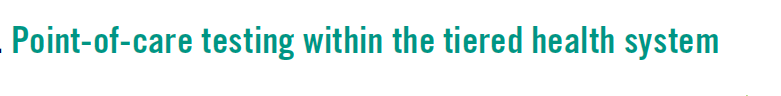 . Point-of-care testing within the tiered health system